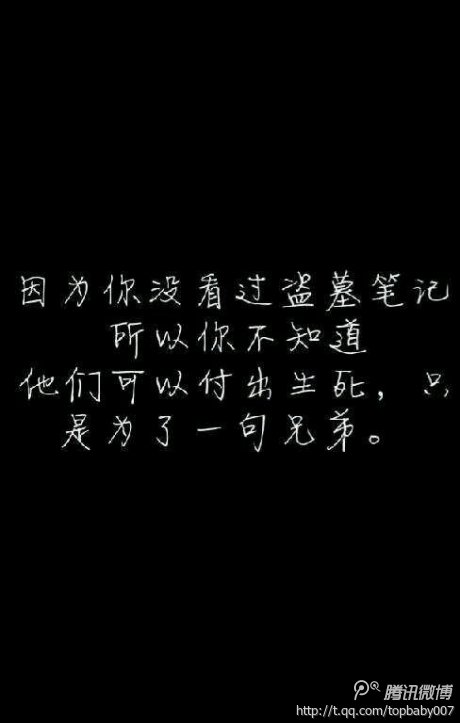 因为你没看过盗墓笔记
所以你不知道
他们可以付出生死，只
是为了一句兄弟。
腾讯微博
http://t.qq.com/topbaby007